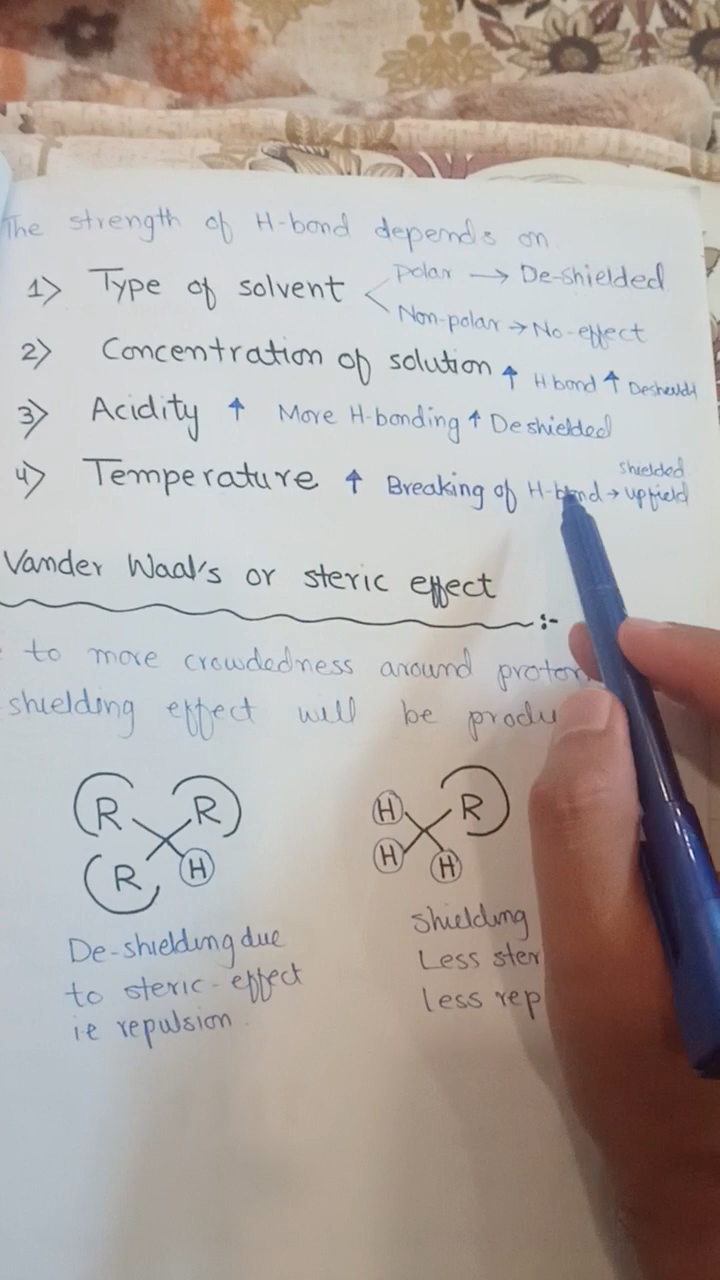 The strength of H-bond depends on
1> Type of solvent
Polar → De-shielded
Non-polar → No-effect
2> Concentration of solution ↑ H bond ↑
3> Acidity ↑ More H-bonding ↑ Deshielded
4> Temperature ↑ Breaking of H-bond → upfield
shielded
Vander Waal's or steric effect :-
to more crowdedness around proton
shielding effect will be produ
R R
R H
H R
H H
De-shielding due
to steric-effect
i.e repulsion
Shielding
Less ster
less rep